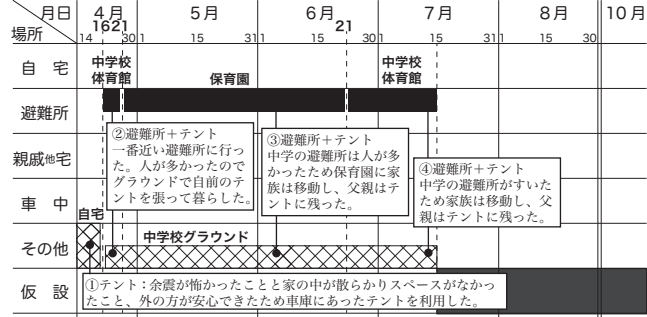 月日 4月 5月 6月 7月 8月 10月
1621 21
場所 14 30 1 15 31 1 15 30 1 15 31 1 15 31
自宅
中学校
体育館
保育園
中学校
体育館
避難所
②避難所＋テント
一番近い避難所に行っ
た。人が多かったので
グラウンドで自前のテ
ントを張って暮らした。
③避難所＋テント
中学の避難所は人が多
かったため保育園に家
族は移動し、父親はテ
ントに残った。
④避難所＋テント
中学の避難所がすいた
ため家族は移動し、父
親はテントに残った。
親戚他宅
車中
自宅
その他
中学校グラウンド
仮設
①テント：余震が怖かったことと家の中が散らかりスペースがなかっ
たこと、外の方が安心できたため車庫にあったテントを利用した。